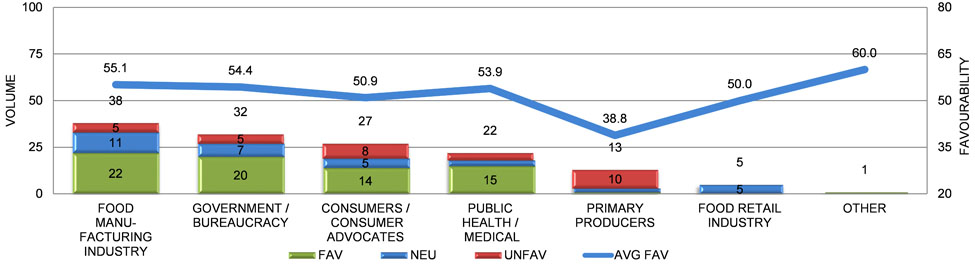 100
75
50
25
0
VOLUME
80
65
50
35
20
FAVOURABILITY
55.1
54.4
50.9
53.9
38.8
50.0
60.0
38
32
27
22
13
5
1
5
11
22
5
7
20
8
5
14
15
10
5
FOOD
MANU-
FACTURING
INDUSTRY
GOVERNMENT /
BUREAUCRACY
CONSUMERS /
CONSUMER
ADVOCATES
PUBLIC
HEALTH /
MEDICAL
PRIMARY
PRODUCERS
FOOD RETAIL
INDUSTRY
OTHER
FAV
NEU
UNFAV
AVG FAV